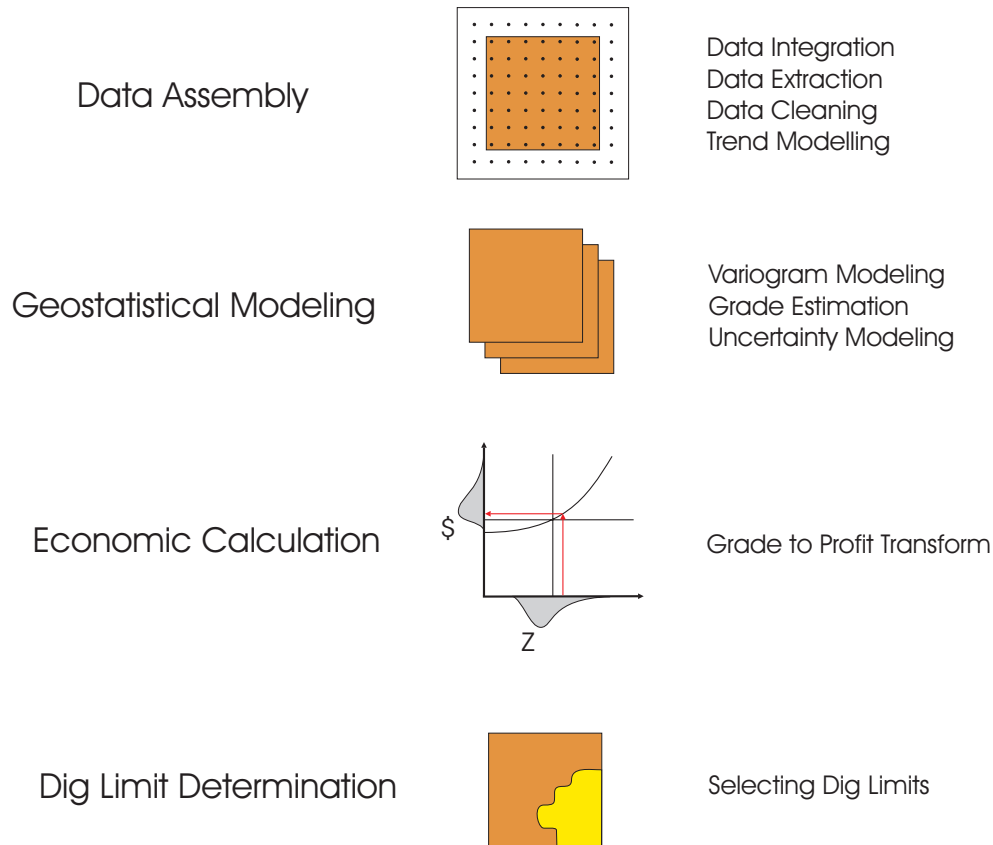 Data Assembly
Data Integration
Data Extraction
Data Cleaning
Trend Modelling
Geostatistical Modeling
Variogram Modeling
Grade Estimation
Uncertainty Modeling
Economic Calculation
$
Z
Grade to Profit Transform
Dig Limit Determination
Selecting Dig Limits